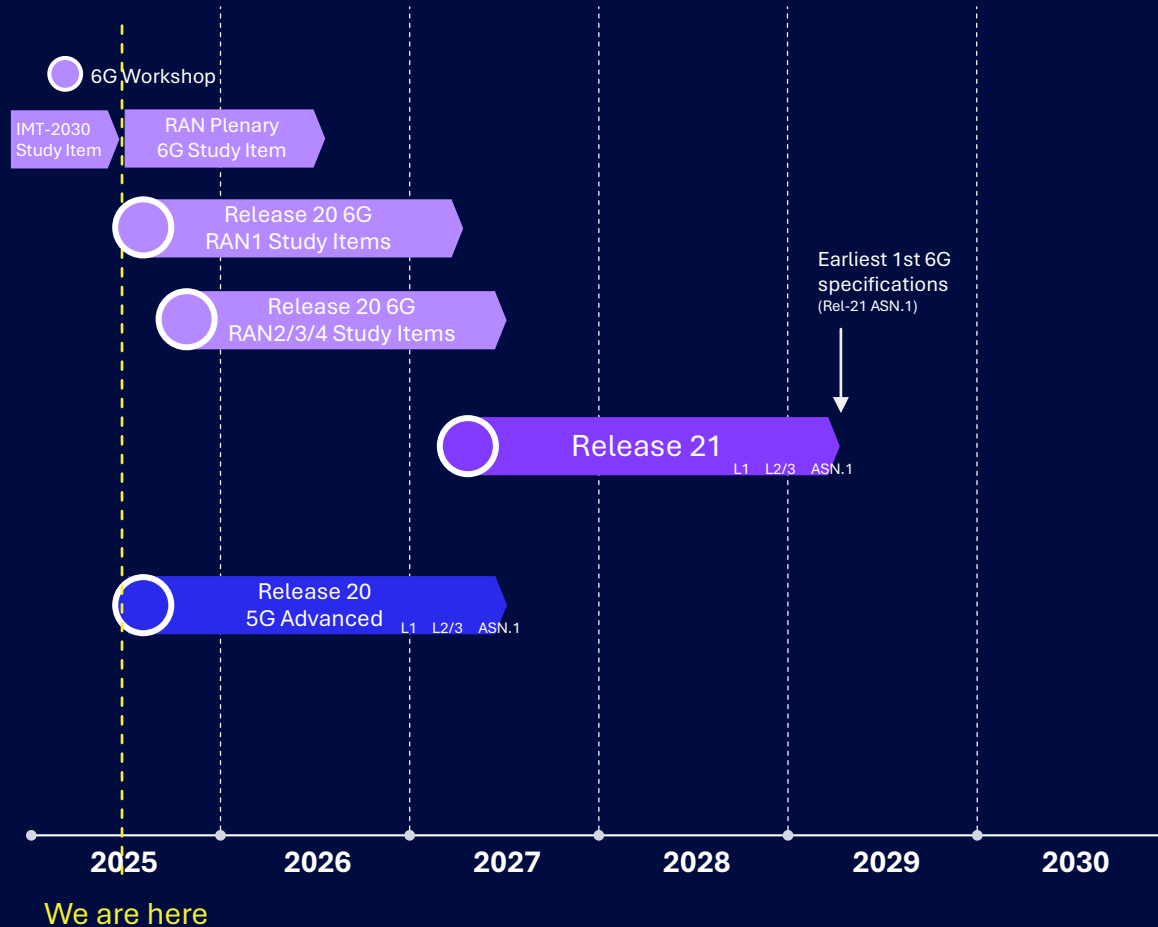 6G Workshop
IMT-2030
Study Item
RAN Plenary
6G Study Item
Release 20 6G
RAN1 Study Items
Release 20 6G
RAN2/3/4 Study Items
Earliest 1st 6G
specifications
(Rel-21 ASN.1)
Release 21
L1 L2/3 ASN.1
Release 20
5G Advanced
L1 L2/3 ASN.1
2025 2026 2027 2028 2029 2030
We are here